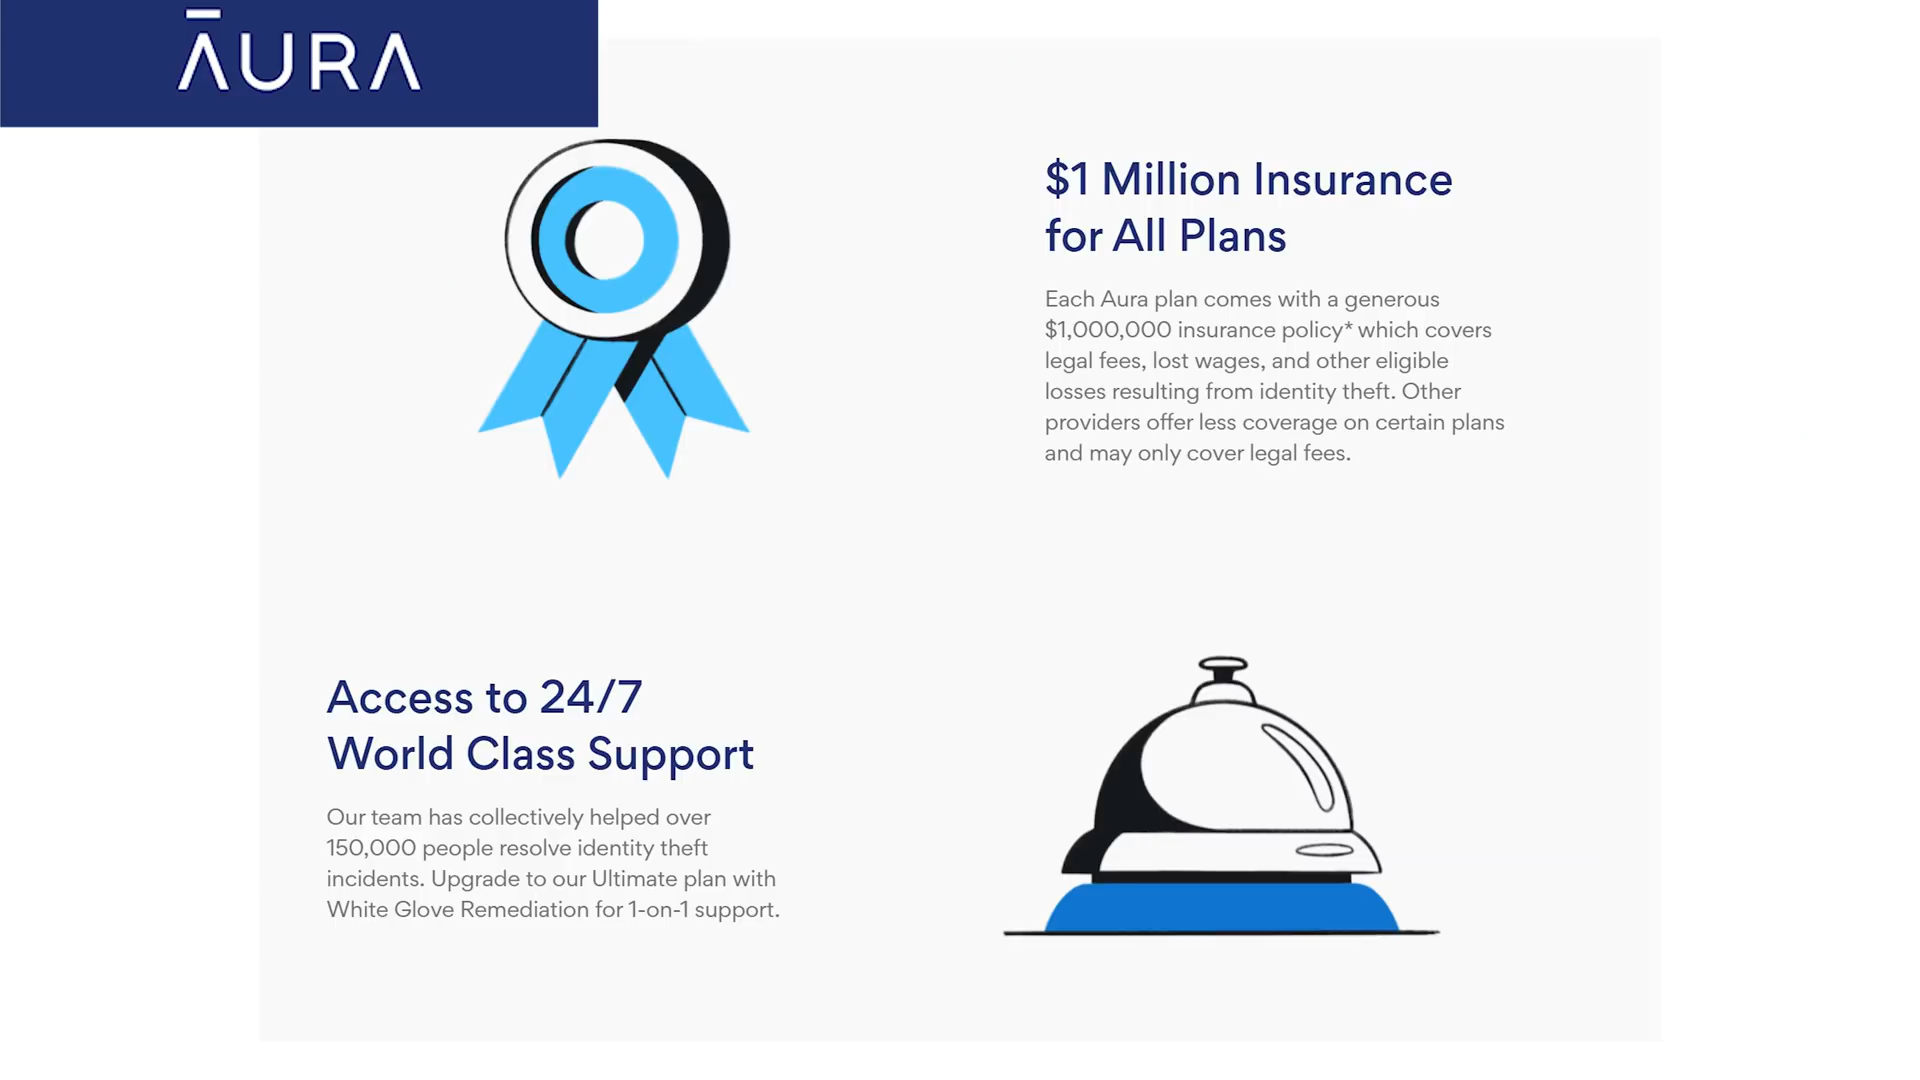 ĀURA
$1 Million Insurance
for All Plans
Each Aura plan comes with a generous
$1,000,000 insurance policy* which covers
legal fees, lost wages, and other eligible
losses resulting from identity theft. Other
providers offer less coverage on certain plans
and may only cover legal fees.
Access to 24/7
World Class Support
Our team has collectively helped over
150,000 people resolve identity theft
incidents. Upgrade to our Ultimate plan with
White Glove Remediation for 1-on-1 support.